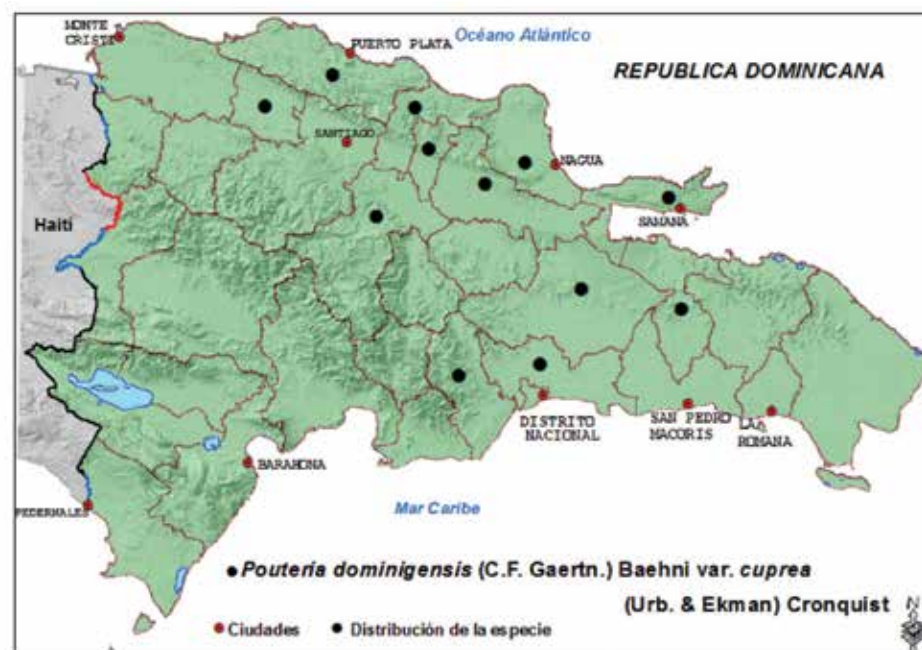 MONTE
CRISTI
Océano Atlántico
PUERTO PLATA
REPUBLICA DOMINICANA
SANTIAGO
NAGUA
SAMANA
Haití
DISTRITO
NACIONAL
SAN PEDRO
MACORIS
LA
ROMANA
BARAHONA
PEDERNALES
Mar Caribe
Pouteria dominigensis (C.F. Gaertn.) Baehni var. cuprea
(Urb. & Ekman) Cronquist
Ciudades
Distribución de la especie
N